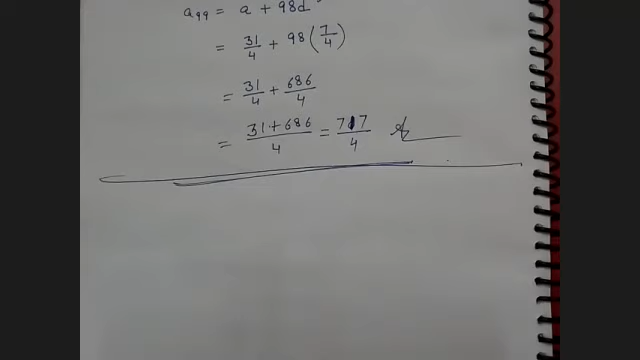 a₉₉ = a + 98d
= 31/4 + 98(7/4)
= 31/4 + 686/4
= (31+686)/4 = 717/4